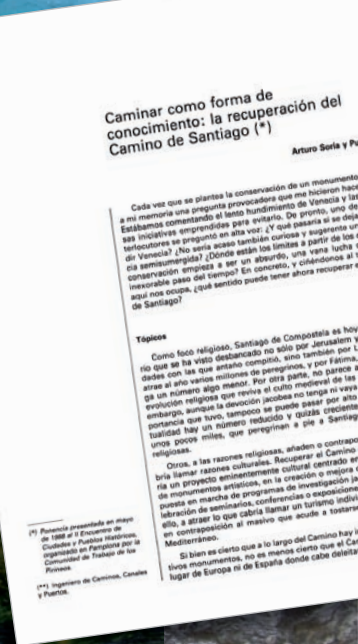 Caminar como forma de
conocimiento: la recuperación del
Camino de Santiago (*)
Arturo Soria y
Cada vez que se plantea la conservación de un monumento
a mi memoria una pregunta provocadora que me hicieron
Estábamos comentando el lento hundimiento de Venecia y las
sas iniciativas emprendidas para evitarlo. De pronto, uno de
terlocutores se preguntó en alta voz: ¿Y qué pasaría si se
dir Venecia? ¿No sería acaso también curiosa y sugerente
cia semisumergida? ¿Dónde están los límites a partir de los
conservación empieza a ser un absurdo, una vana lucha
inexorable paso del tiempo? En concreto, y ciñéndonos al
aquí nos ocupa, ¿qué sentido puede tener ahora recuperar
de Santiago?
Tópicos
Como foco religioso, Santiago de Compostela es
rio que se ha visto desbancado no sólo por Jerusalem y
dades con las que antaño compitió, sino también por
atrae al año varios millones de peregrinos, y por Fátima,
ga un número algo menor. Por otra parte, no parece
evolución religiosa que reviva el culto medieval de las
embargo, aunque la devoción jacobea no tenga ni vaya
portancia que tuvo, tampoco se puede pasar por alto
tualidad hay un número reducido y quizás
unos pocos miles, que peregrinan a pie a
religiosas.
Otros, a las razones religiosas, añaden o
bría llamar razones culturales. Recuperar el Camino
ría un proyecto eminentemente cultural centrado en
de monumentos artísticos, en la creación o mejora
puesta en marcha de programas de investigación
lebración de seminarios, conferencias o
ello, a atraer lo que cabría llamar un turismo
en contraposición al masivo que acude a
Mediterráneo.
Si bien es cierto que a lo largo del Camino hay
tivos monumentos, no es menos cierto que el
lugar de Europa ni de España donde cabe
(*) Ponencia presentada en mayo
de 1988 al II Encuentro de
Ciudades y Pueblos Históricos,
organizado en Pamplona por la
Comunidad de Trabajo de los
Pirineos.
(**) Ingeniero de Caminos, Canales
y Puertos.